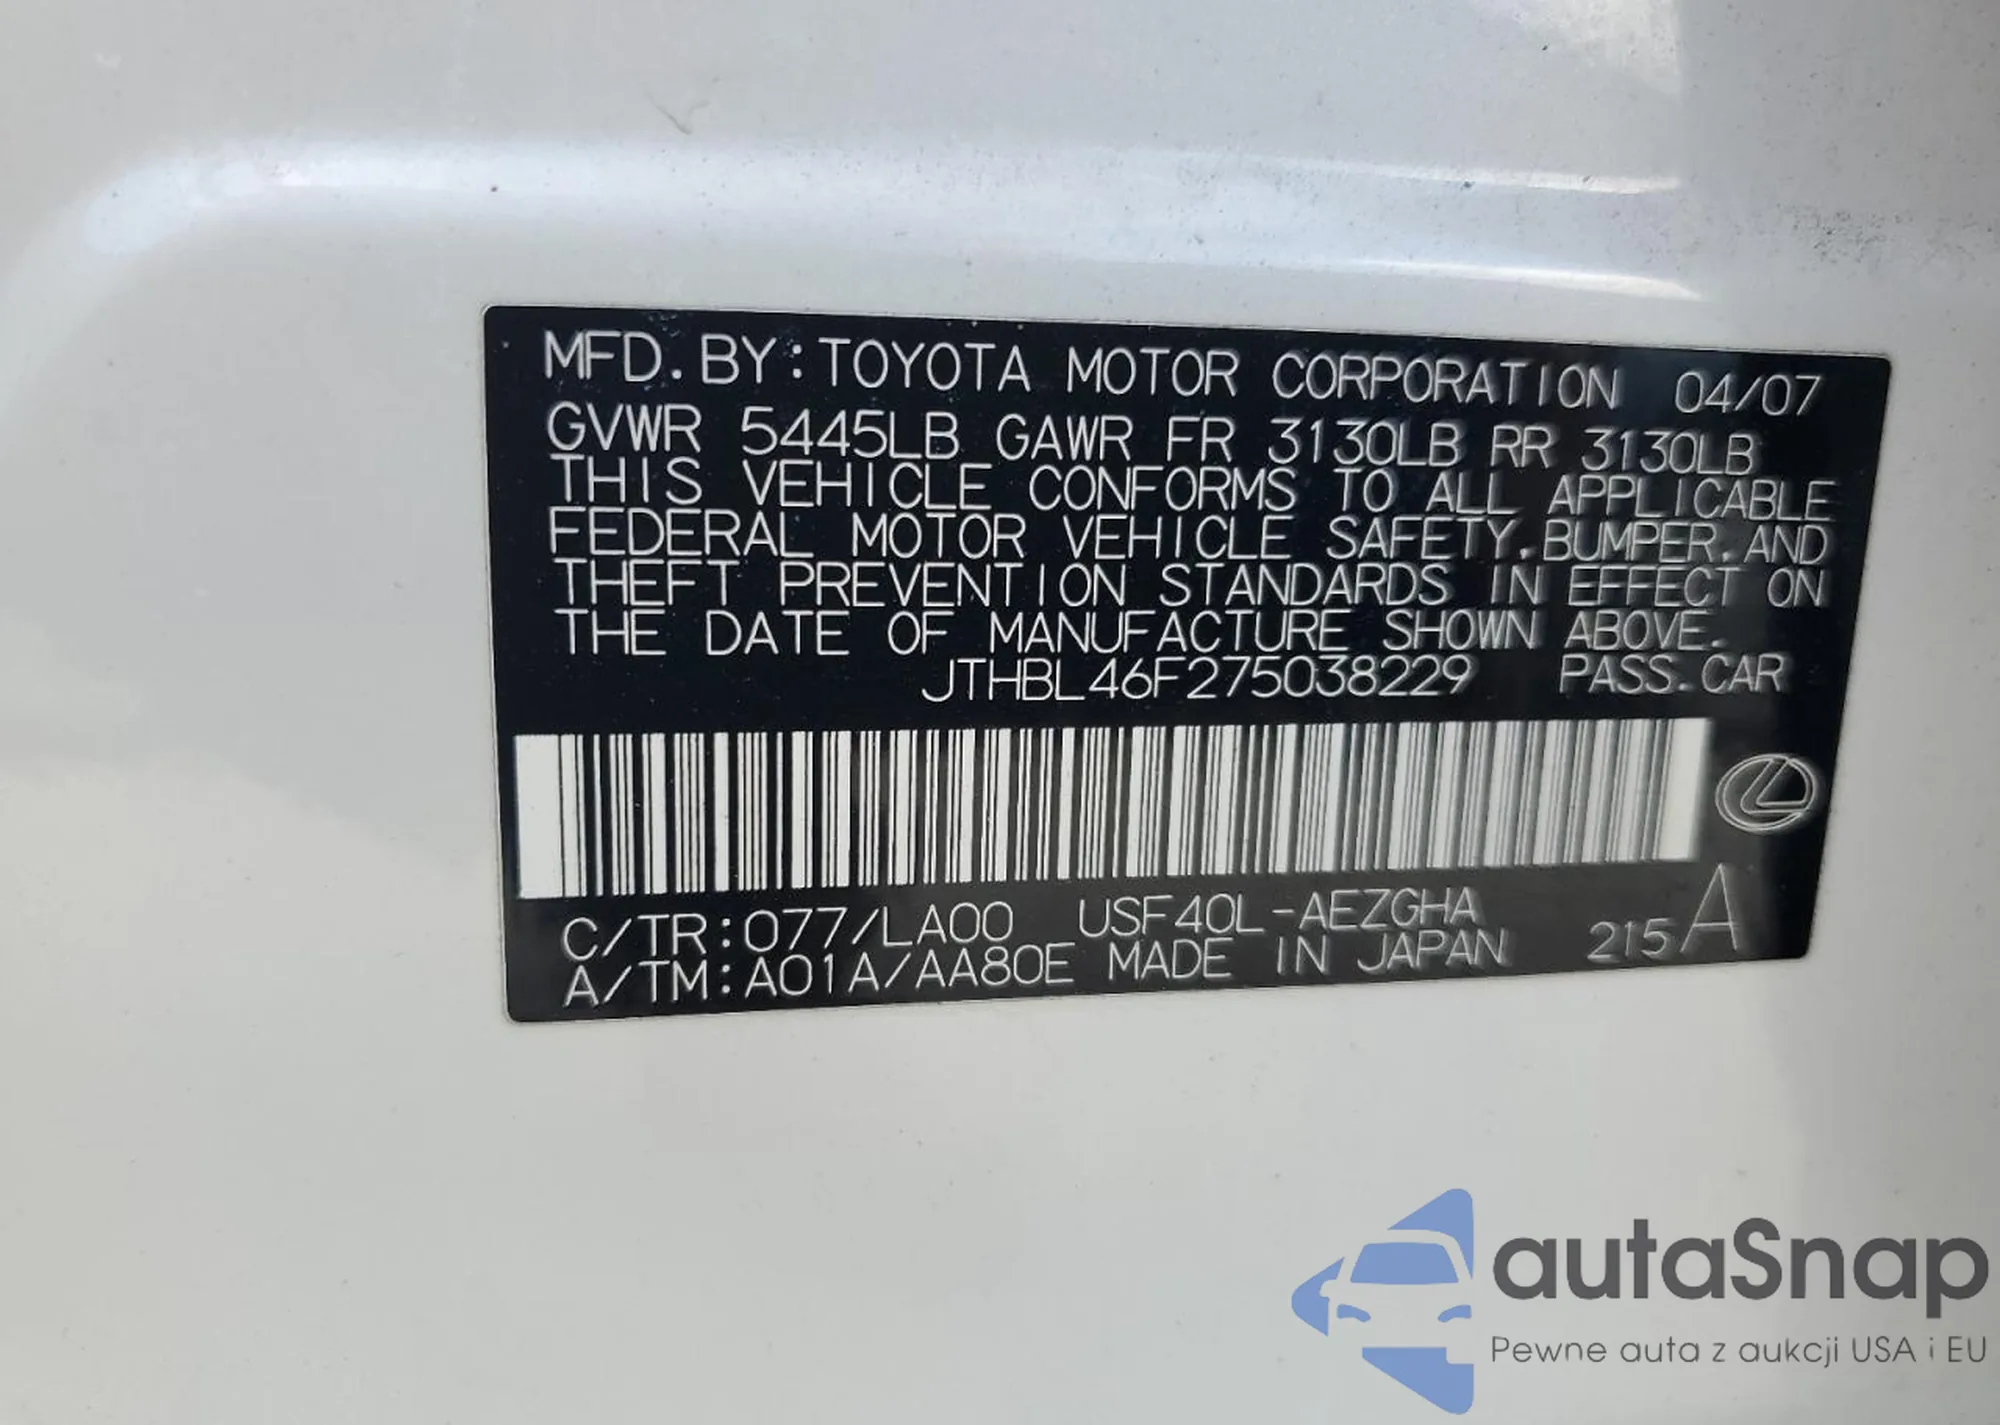 MFD. BY: TOYOTA MOTOR CORPORATION 04/07
GVWR 5445LB GAWR FR 3130LB RR 3130LB
THIS VEHICLE CONFORMS TO ALL APPLICABLE
FEDERAL MOTOR VEHICLE SAFETY, BUMPER, AND
THEFT PREVENTION STANDARDS IN EFFECT ON
THE DATE OF MANUFACTURE SHOWN ABOVE.
JTHBL46F275038229 PASS. CAR
C/TR: 077/LA00 USF40L-AEZGHA
A/TM: A01A/AA80E MADE IN JAPAN 215A
autaSnap
Pewne auta z aukcji USA i EU